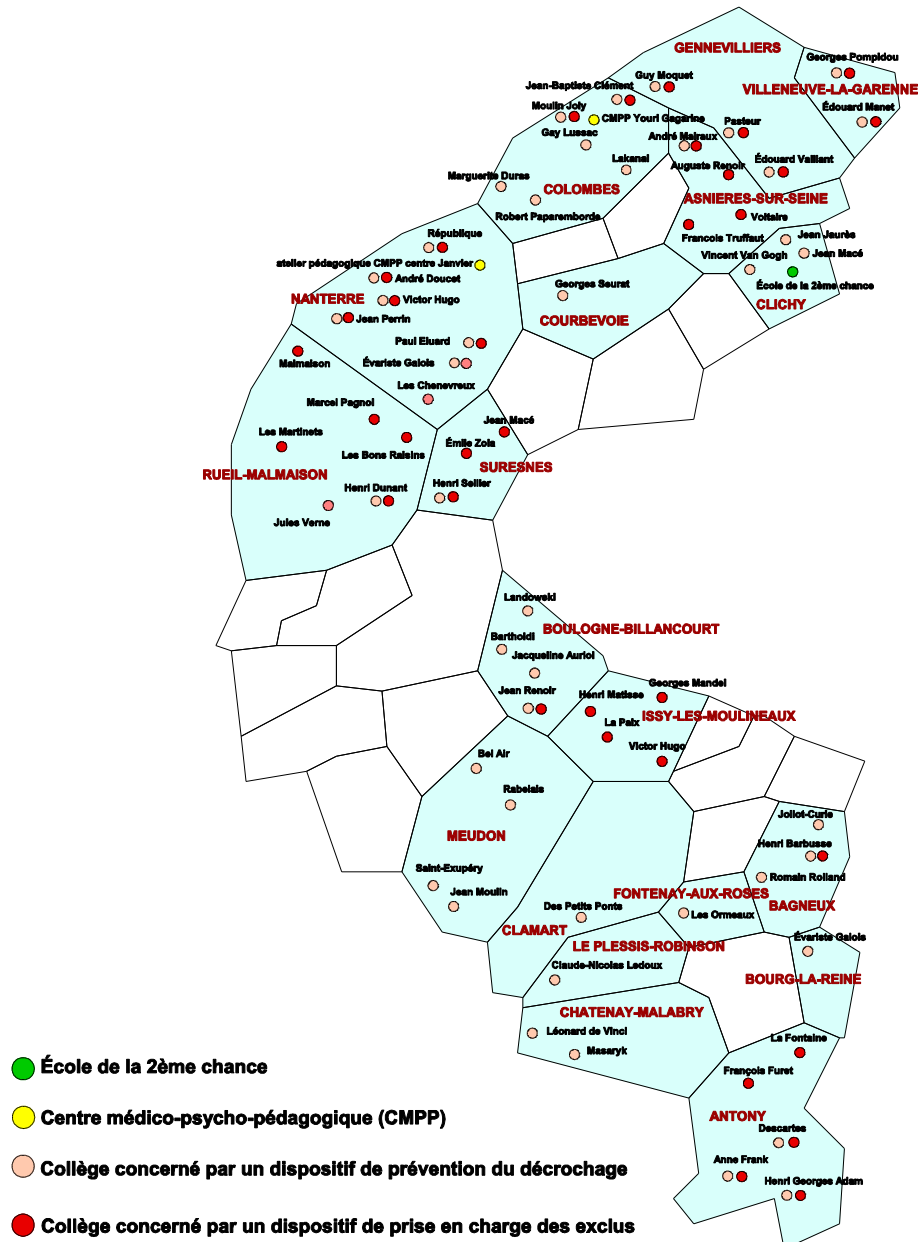 GENNEVILLIERS
Georges Pompidou
Guy Moquet
Jean-Baptiste Clément
VILLENEUVE-LA-GARENNE
Moulin Joly
Édouard Manet
CMPP Youri Gagarine
Pasteur
Gay Lussac
André Malraux
Lakanal
Auguste Renoir
Édouard Vaillant
Marguerite Duras
COLOMBES
ASNIERES-SUR-SEINE
Robert Paparemborde
Voltaire
République
Francois Truffaut
Jean Jaurès
Vincent Van Gogh
Jean Macé
atelier pédagogique CMPP centre Janvier
André Doucet
École de la 2ème chance
Georges Seurat
NANTERRE
Victor Hugo
CLICHY
Jean Perrin
COURBEVOIE
Paul Eluard
Évariste Galois
Malmaison
Les Chenevreux
Marcel Pagnol
Jean Macé
Les Martinets
Émile Zola
Les Bons Raisins
SURESNES
RUEIL-MALMAISON
Henri Dunant
Henri Sellier
Jules Verne
Landowski
BOULOGNE-BILLANCOURT
Bartholdi
Jacqueline Auriol
Georges Mandel
Jean Renoir
Henri Matisse
ISSY-LES-MOULINEAUX
La Paix
Victor Hugo
Bel Air
Rabelais
Joliot-Curie
MEUDON
Henri Barbusse
Saint-Exupéry
Romain Rolland
Jean Moulin
FONTENAY-AUX-ROSES
Des Petits Ponts
Les Ormeaux
BAGNEUX
CLAMART
Évariste Galois
LE PLESSIS-ROBINSON
Claude-Nicolas Ledoux
BOURG-LA-REINE
CHATENAY-MALABRY
Léonard de Vinci
La Fontaine
Masaryk
École de la 2ème chance
François Furet
Centre médico-psycho-pédagogique (CMPP)
ANTONY
Descartes
Collège concerné par un dispositif de prévention du décrochage
Anne Frank
Henri Georges Adam
Collège concerné par un dispositif de prise en charge des exclus